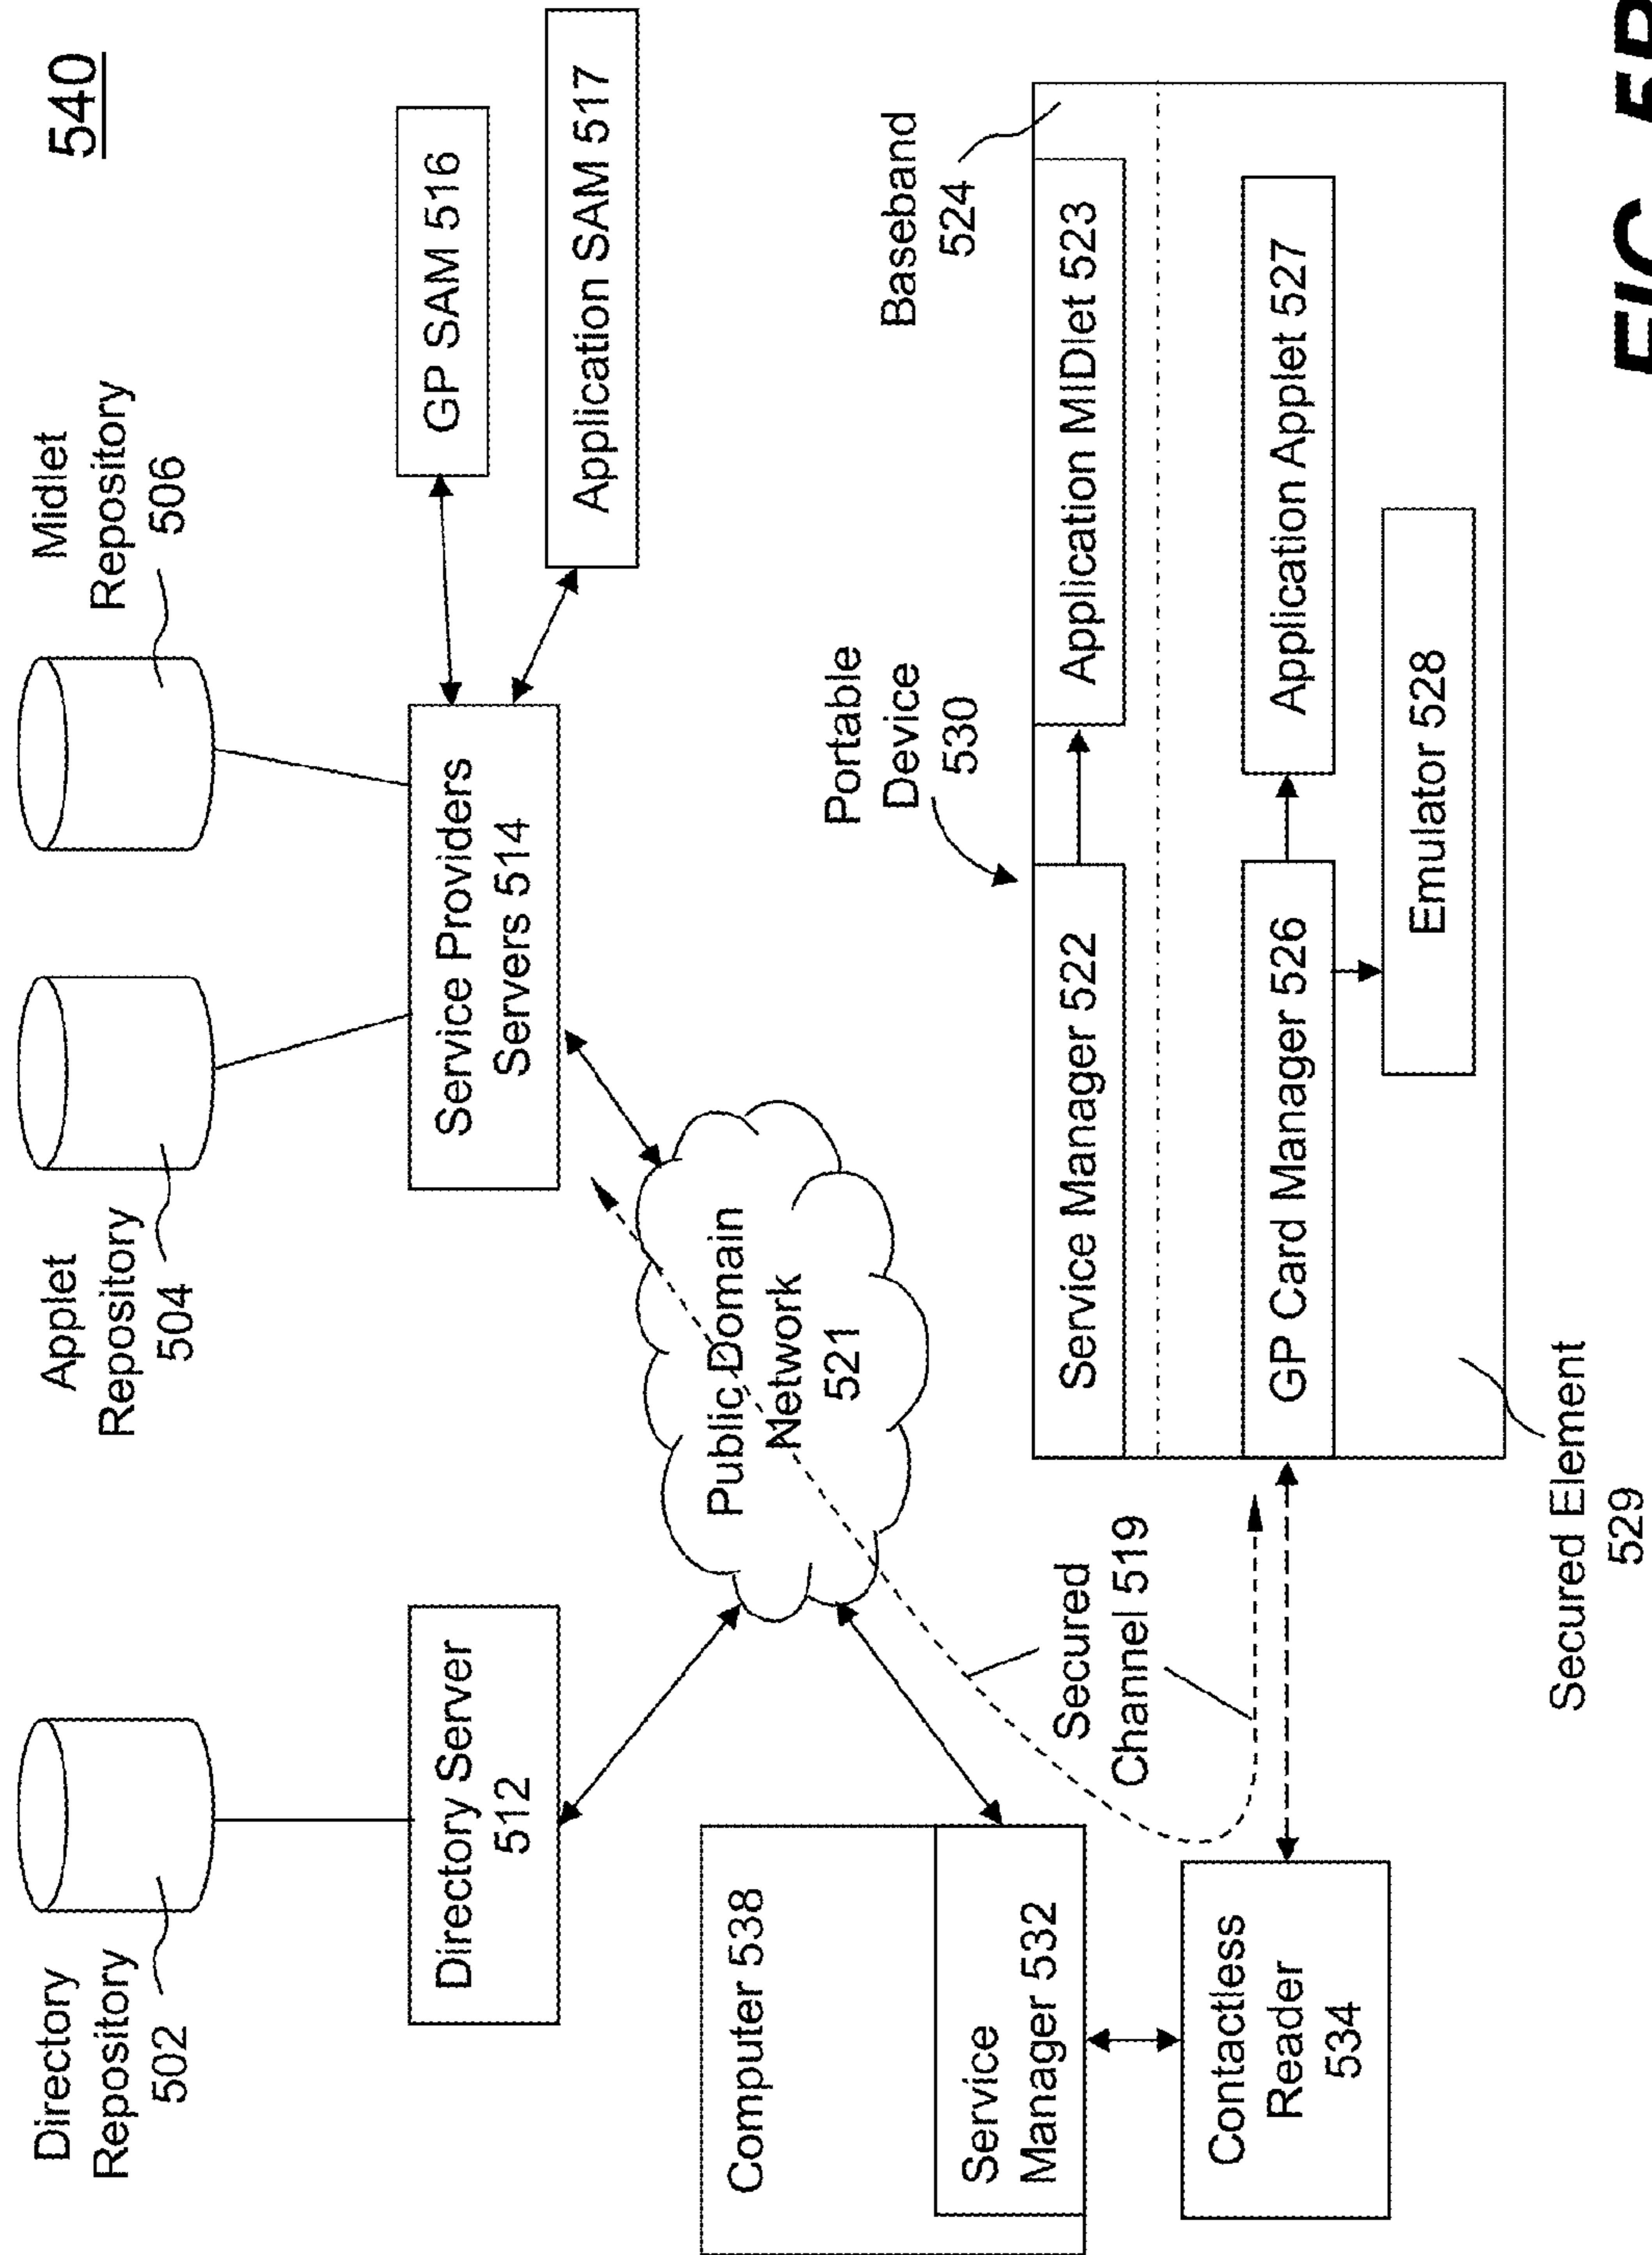 540
Directory
Repository
502
Applet
Repository
504
Midlet
Repository
506
Directory Server
512
Service Providers
Servers 514
GP SAM 516
Application SAM 517
Public Domain
Network
521
Computer 538
Service
Manager 532
Contactless
Reader
534
Secured
Channel 519
Portable
Device
530
Baseband
524
Service Manager 522
Application MIDlet 523
GP Card Manager 526
Application Applet 527
Emulator 528
Secured Element
529
FIG. 5B